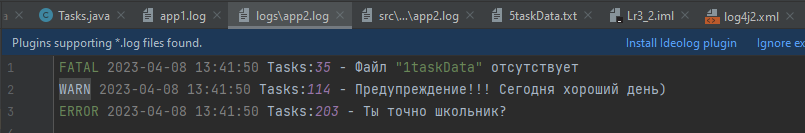 Tasks.java app1.log logs\app2.log src\...\app2.log 5taskData.txt Lr3_2.iml log4j2.xml
Plugins supporting *.log files found. Install Ideolog plugin Ignore ex
1 FATAL 2023-04-08 13:41:50 Tasks:35 - Файл "1taskData" отсутствует
2 WARN 2023-04-08 13:41:50 Tasks:114 - Предупреждение!!! Сегодня хороший день)
3 ERROR 2023-04-08 13:41:50 Tasks:203 - Ты точно школьник?